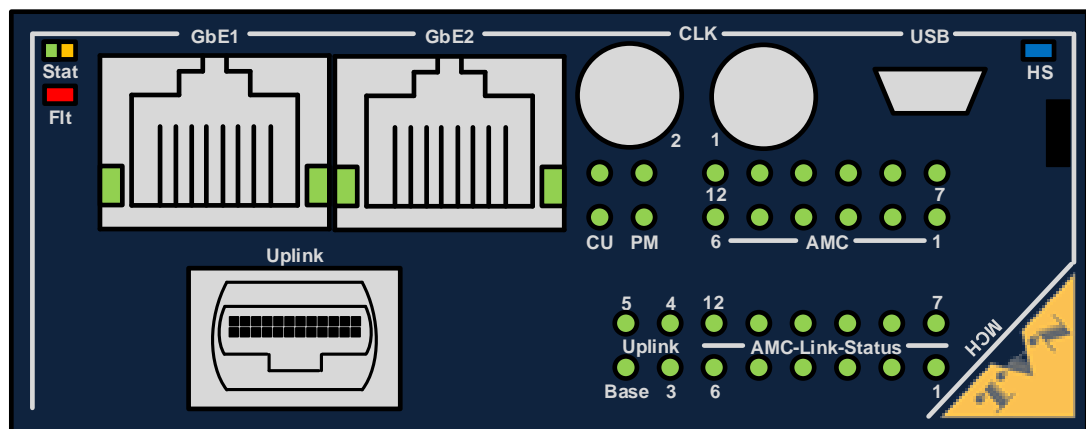 GbE1 GbE2 CLK USB
Stat
HS
Flt
2 1
12 7
CU PM 6 AMC 1
Uplink
5 4 12 7
Uplink AMC-Link-Status
MCH
Base 3 6 1
N.A.T.